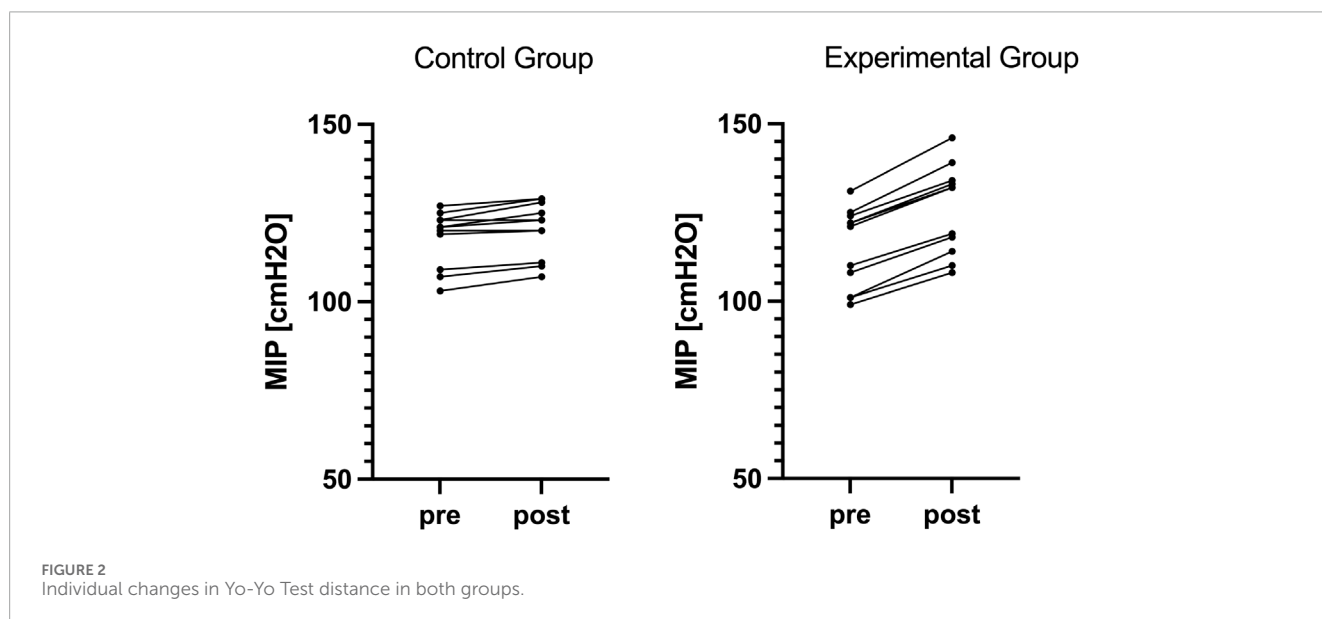 Control Group
Experimental Group
150
100
50
MIP [cmH2O]
pre
post
150
100
50
MIP [cmH2O]
pre
post
FIGURE 2
Individual changes in Yo-Yo Test distance in both groups.